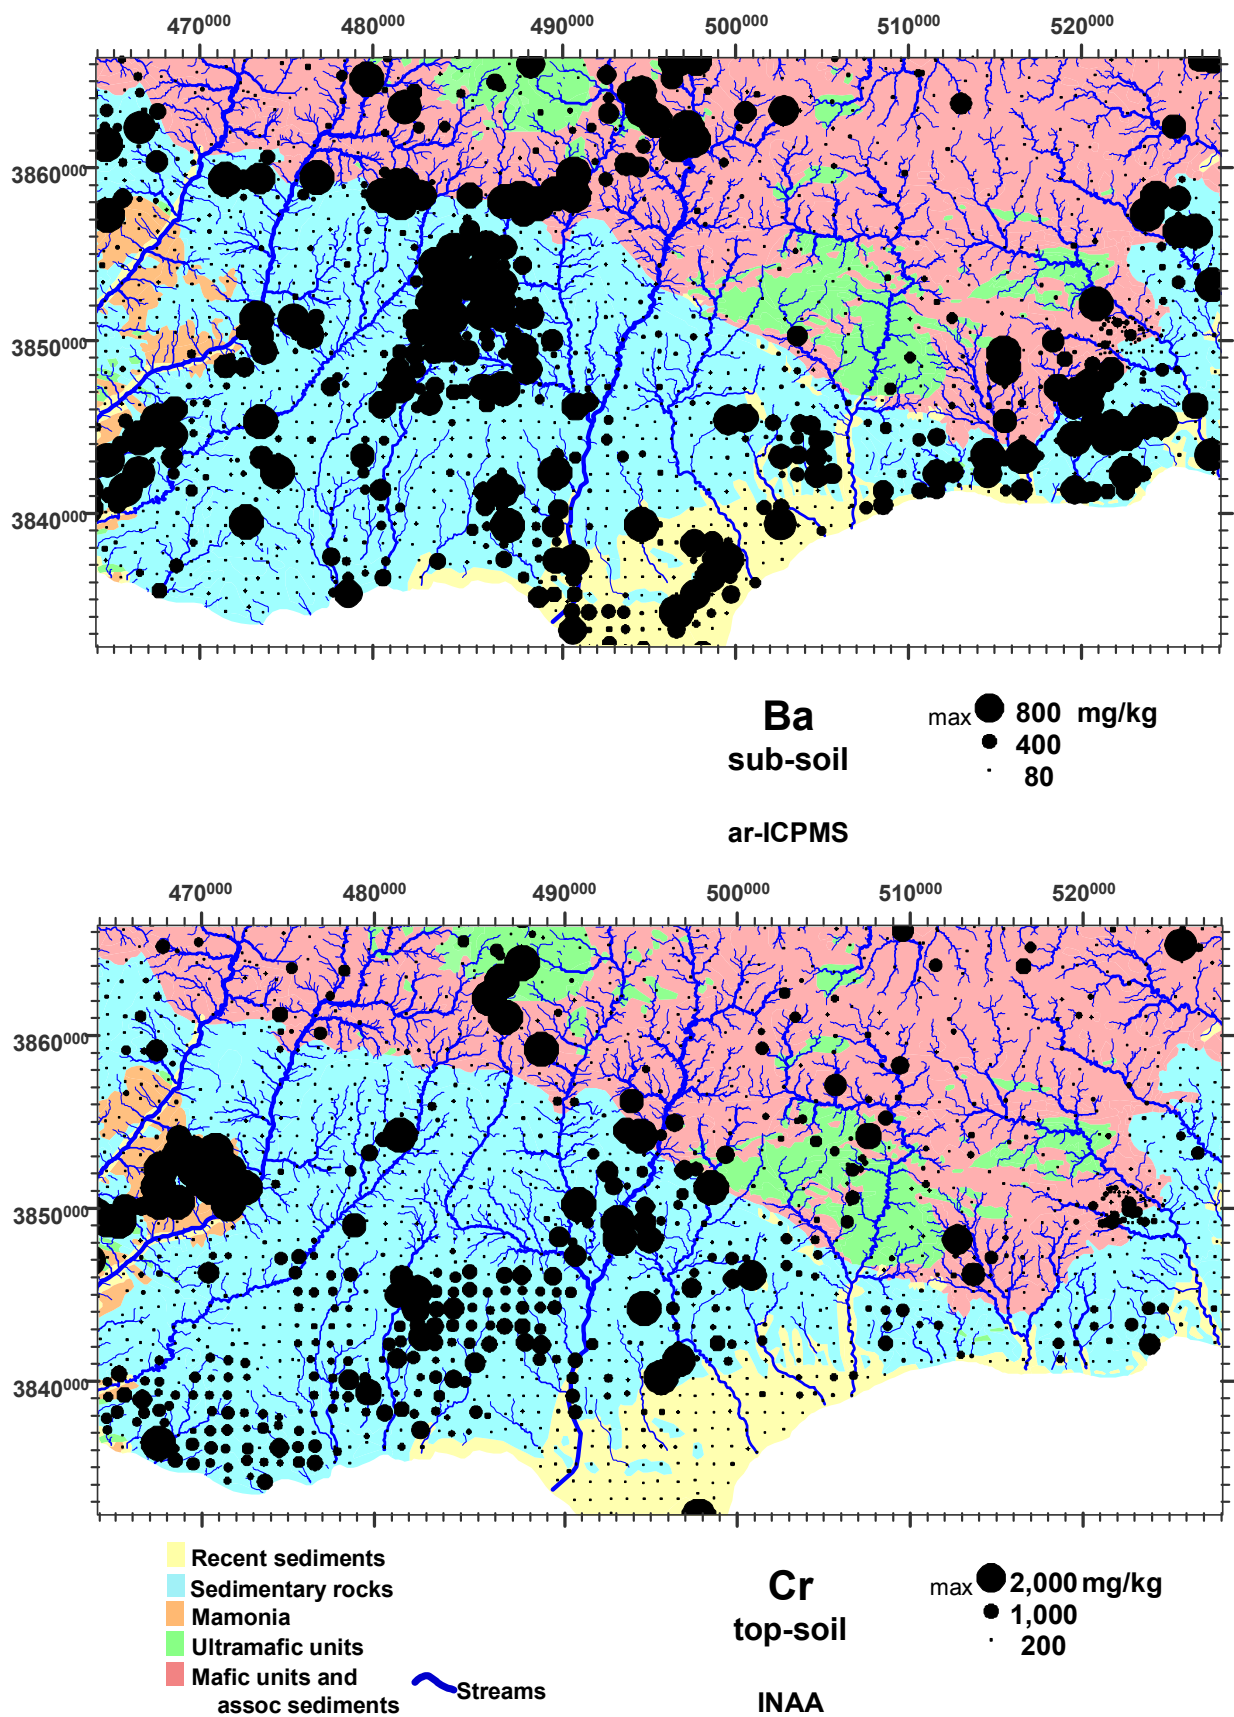 470000 480000 490000 500000 510000 520000
3860000
3850000
3840000
Ba
sub-soil
max 800 mg/kg
400
80
ar-ICPMS
470000 480000 490000 500000 510000 520000
3860000
3850000
3840000
Recent sediments
Sedimentary rocks
Mamonia
Ultramafic units
Mafic units and
assoc sediments
Streams
Cr
top-soil
max 2,000 mg/kg
1,000
200
INAA